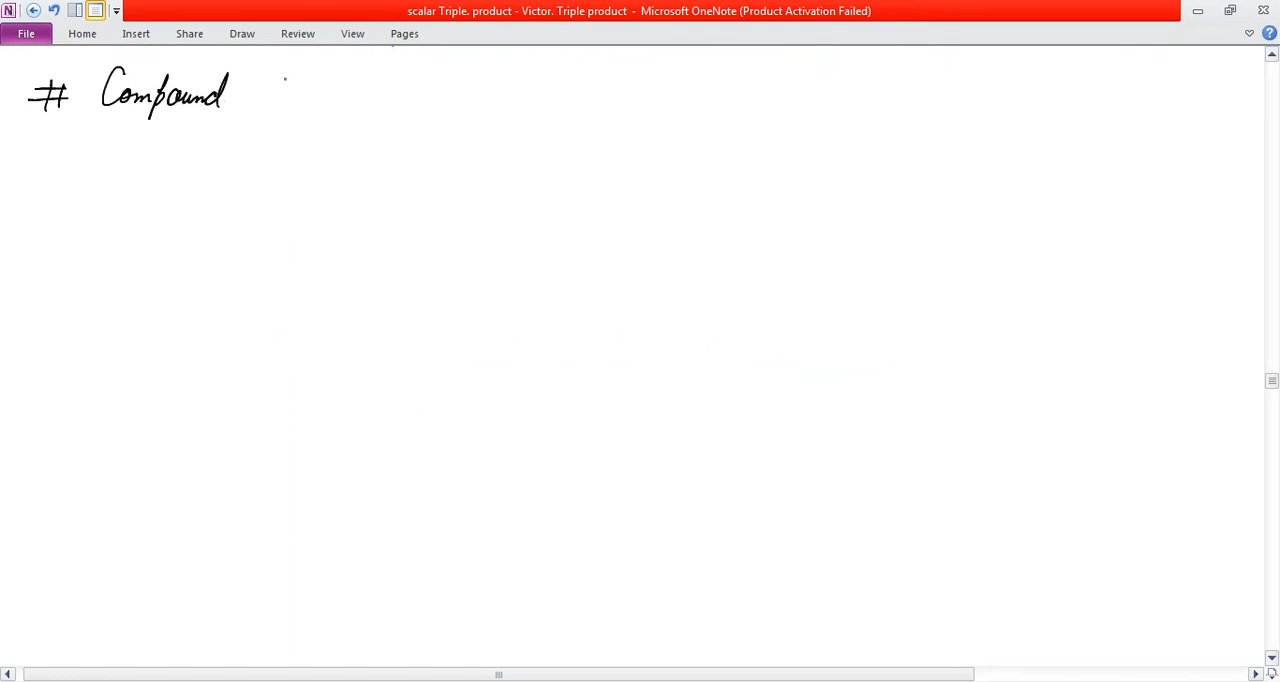 scalar Triple. product - Victor. Triple product - Microsoft OneNote (Product Activation Failed)
File Home Insert Share Draw Review View Pages
# Compound